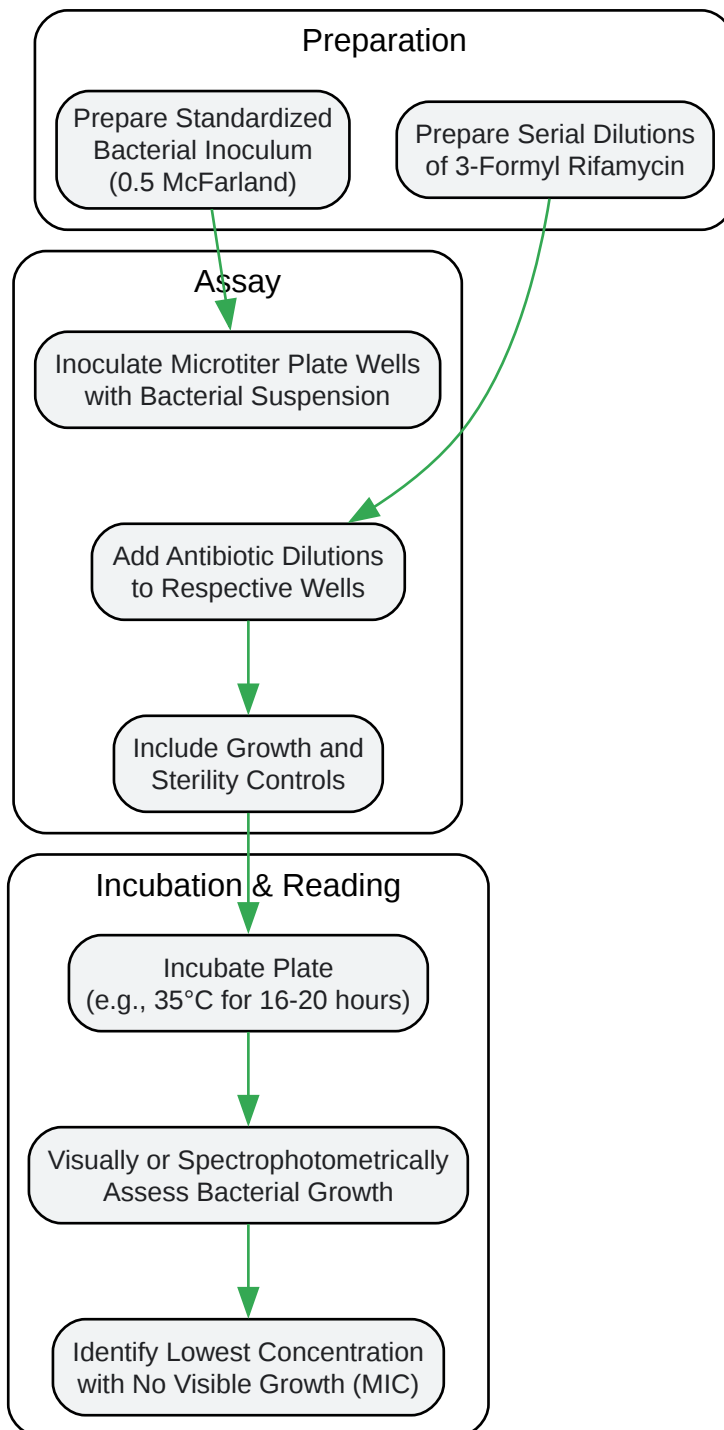 Preparation
Prepare Standardized
Bacterial Inoculum
(0.5 McFarland)
Prepare Serial Dilutions
of 3-Formyl Rifamycin
Assay
Inoculate Microtiter Plate Wells
with Bacterial Suspension
Add Antibiotic Dilutions
to Respective Wells
Include Growth and
Sterility Controls
Incubation & Reading
Incubate Plate
(e.g., 35°C for 16-20 hours)
Visually or Spectrophotometrically
Assess Bacterial Growth
Identify Lowest Concentration
with No Visible Growth (MIC)